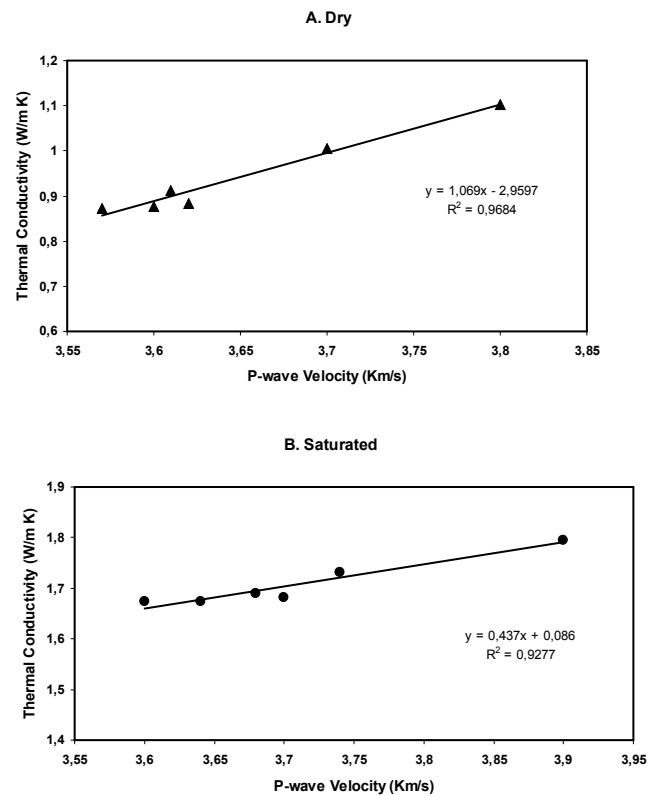 A. Dry
Thermal Conductivity (W/m K)
1,2
1,1
1
0,9
0,8
0,7
0,6
y = 1,069x - 2,9597
R² = 0,9684
3,55 3,6 3,65 3,7 3,75 3,8 3,85
P-wave Velocity (Km/s)
B. Saturated
Thermal Conductivity (W/m K)
1,9
1,8
1,7
1,6
1,5
1,4
y = 0,437x + 0,086
R² = 0,9277
3,55 3,6 3,65 3,7 3,75 3,8 3,85 3,9 3,95
P-wave Velocity (Km/s)